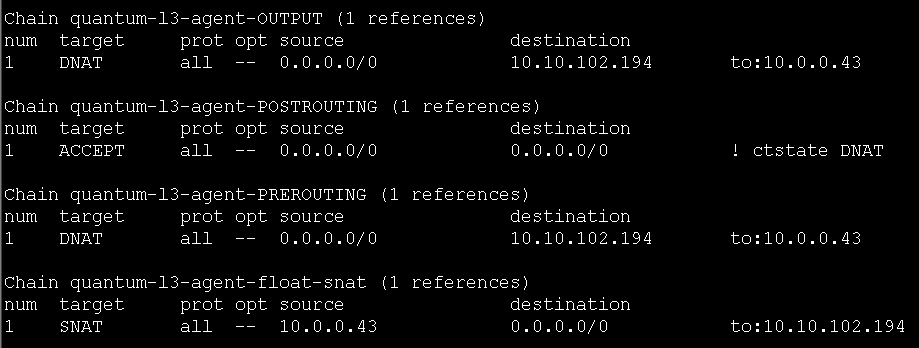 Chain quantum-l3-agent-OUTPUT (1 references)
num target prot opt source destination
1 DNAT all -- 0.0.0.0/0 10.10.102.194 to:10.0.0.43
Chain quantum-l3-agent-POSTROUTING (1 references)
num target prot opt source destination
1 ACCEPT all -- 0.0.0.0/0 0.0.0.0/0 ! ctstate DNAT
Chain quantum-l3-agent-PREROUTING (1 references)
num target prot opt source destination
1 DNAT all -- 0.0.0.0/0 10.10.102.194 to:10.0.0.43
Chain quantum-l3-agent-float-snat (1 references)
num target prot opt source destination
1 SNAT all -- 10.0.0.43 0.0.0.0/0 to:10.10.102.194